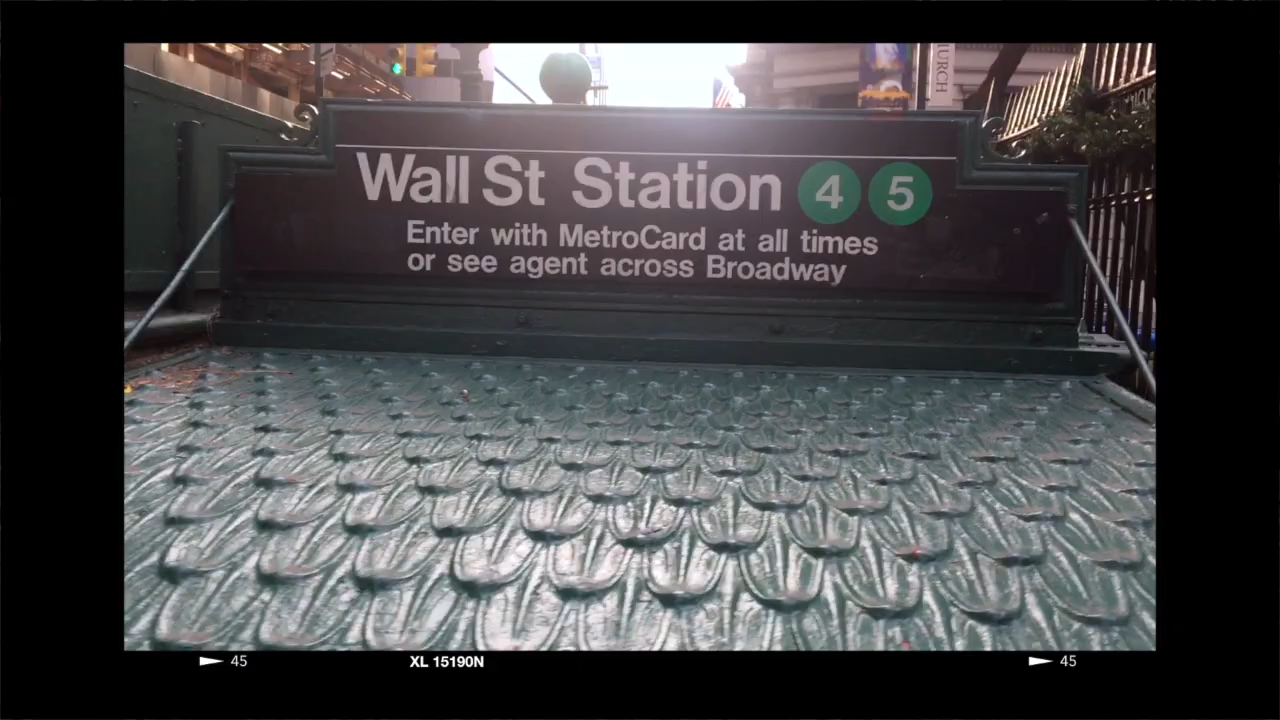 URCH
Wall St Station 4 5
Enter with MetroCard at all times
or see agent across Broadway
45 XL 15190N 45